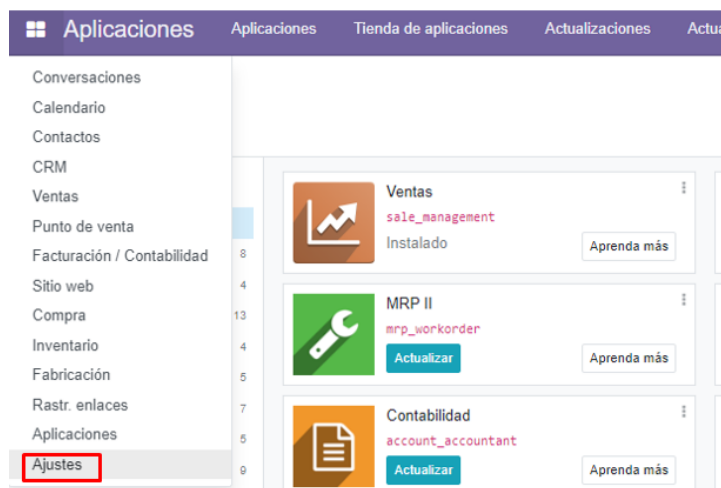 Aplicaciones Aplicaciones Tienda de aplicaciones Actualizaciones
Conversaciones
Calendario
Contactos
CRM
Ventas
Punto de venta
Facturación / Contabilidad
Sitio web
Compra
Inventario
Fabricación
Rastr. enlaces
Aplicaciones
Ajustes
8
4
13
4
5
7
5
9
Ventas
sale_management
Instalado
Aprenda más
MRP II
mrp_workorder
Actualizar
Aprenda más
Contabilidad
account_accountant
Actualizar
Aprenda más